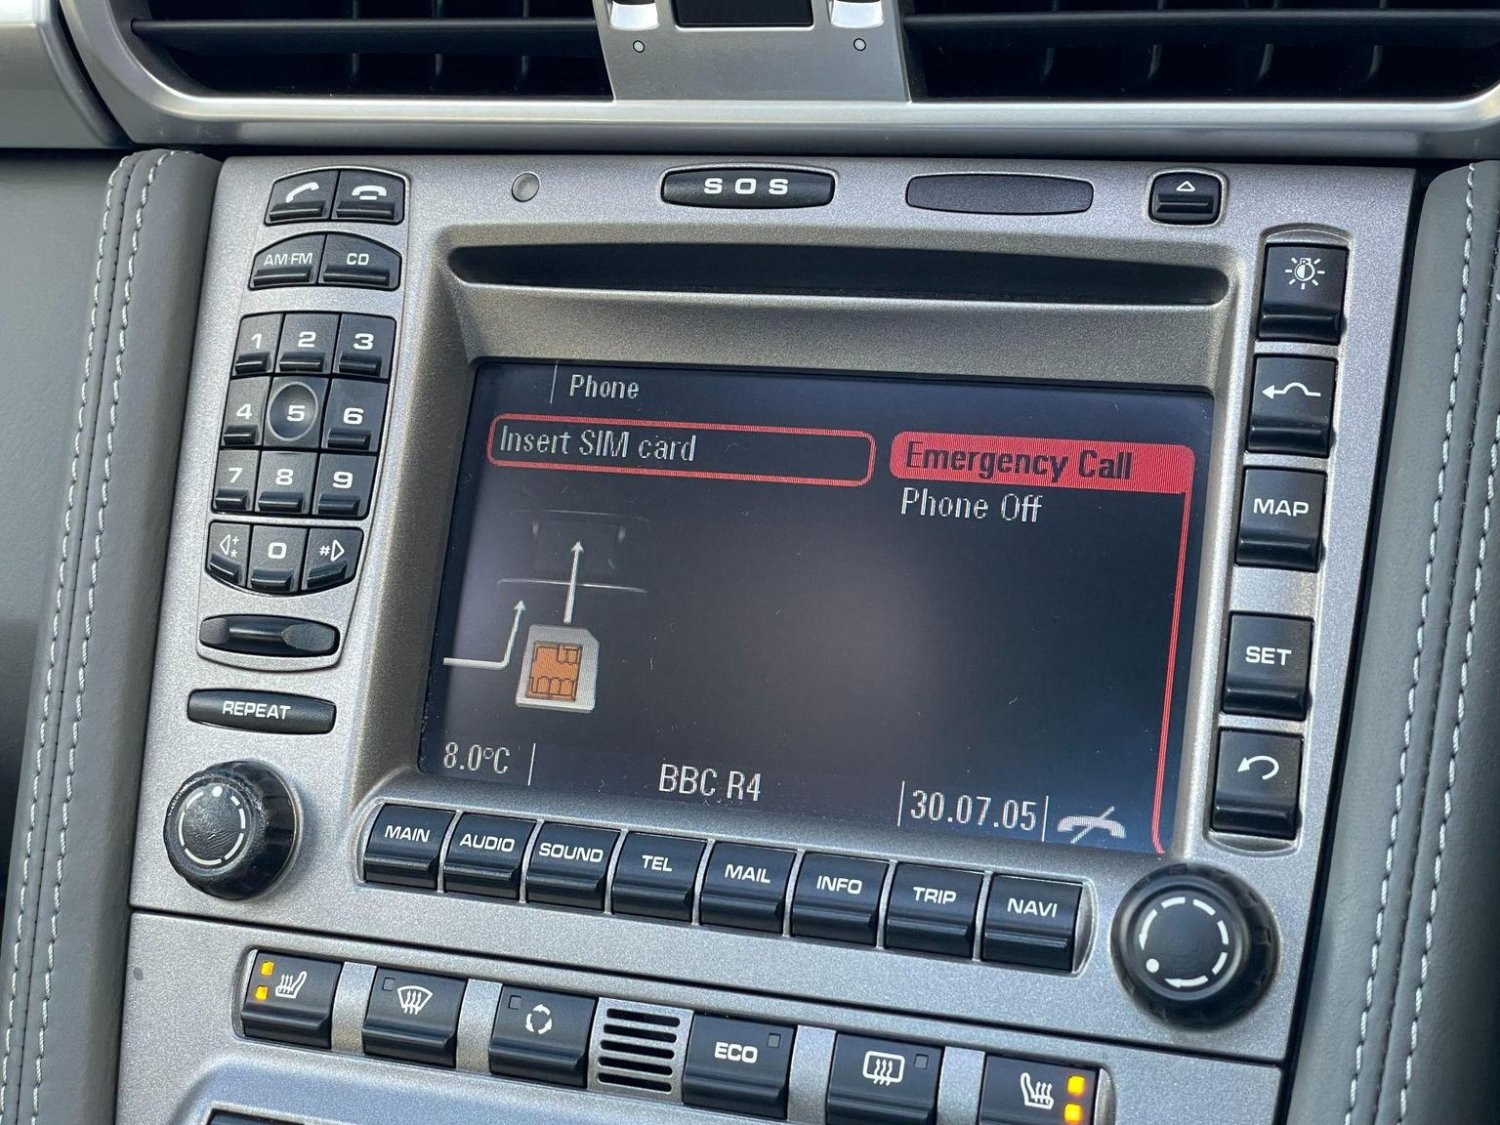 SOS
AM·FM CD
1 2 3
4 5 6
7 8 9
0 #
REPEAT
MAP
SET
Phone
Insert SIM card
Emergency Call
Phone Off
8.0°C
BBC R4
30.07.05
MAIN AUDIO SOUND TEL MAIL INFO TRIP NAVI
ECO